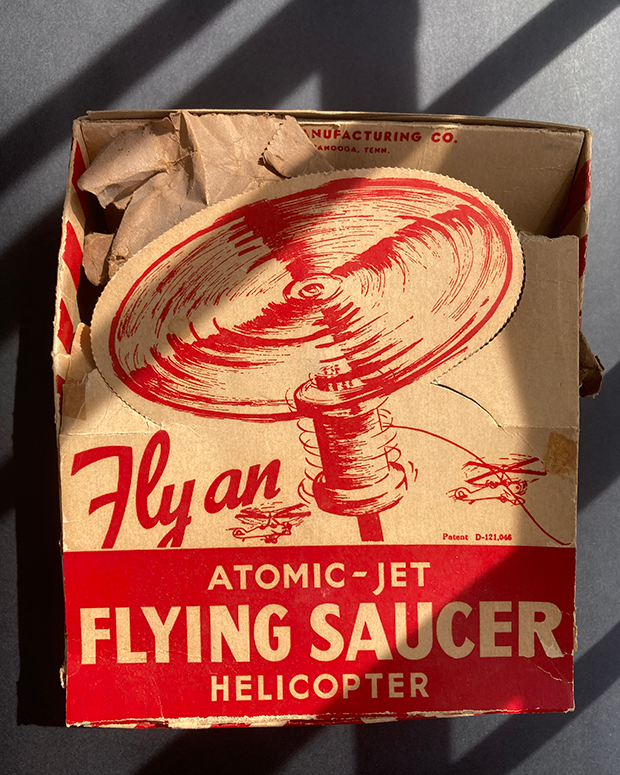 ANUFACTURING CO.
ANOOGA, TENN.
Fly an
Patent D-121,046
ATOMIC-JET
FLYING SAUCER
HELICOPTER